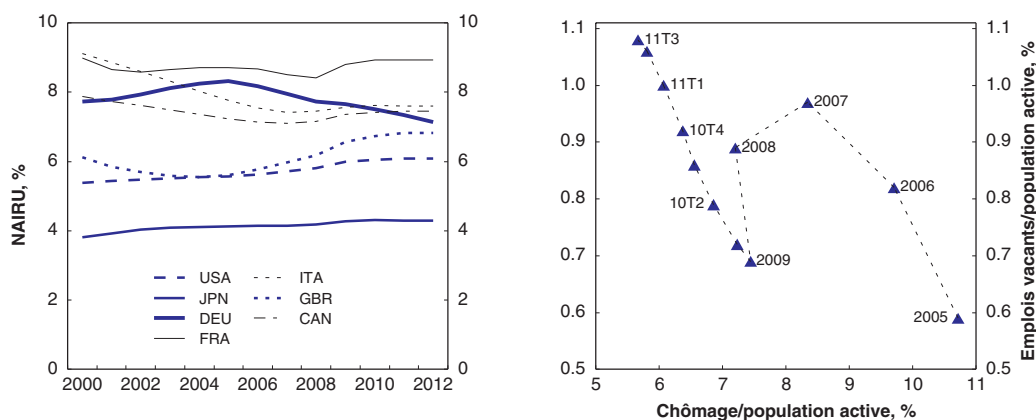 NAIRU, %
10
8
6
4
2
0
10
8
6
4
2
0
2000 2002 2004 2006 2008 2010 2012
USA
JPN
DEU
FRA
ITA
GBR
CAN
1.1
1.0
0.9
0.8
0.7
0.6
0.5
1.1
1.0
0.9
0.8
0.7
0.6
0.5
Emplois vacants/population active, %
11T3
11T1
10T4
10T2
2007
2008
2006
2009
2005
5 6 7 8 9 10 11
Chômage/population active, %